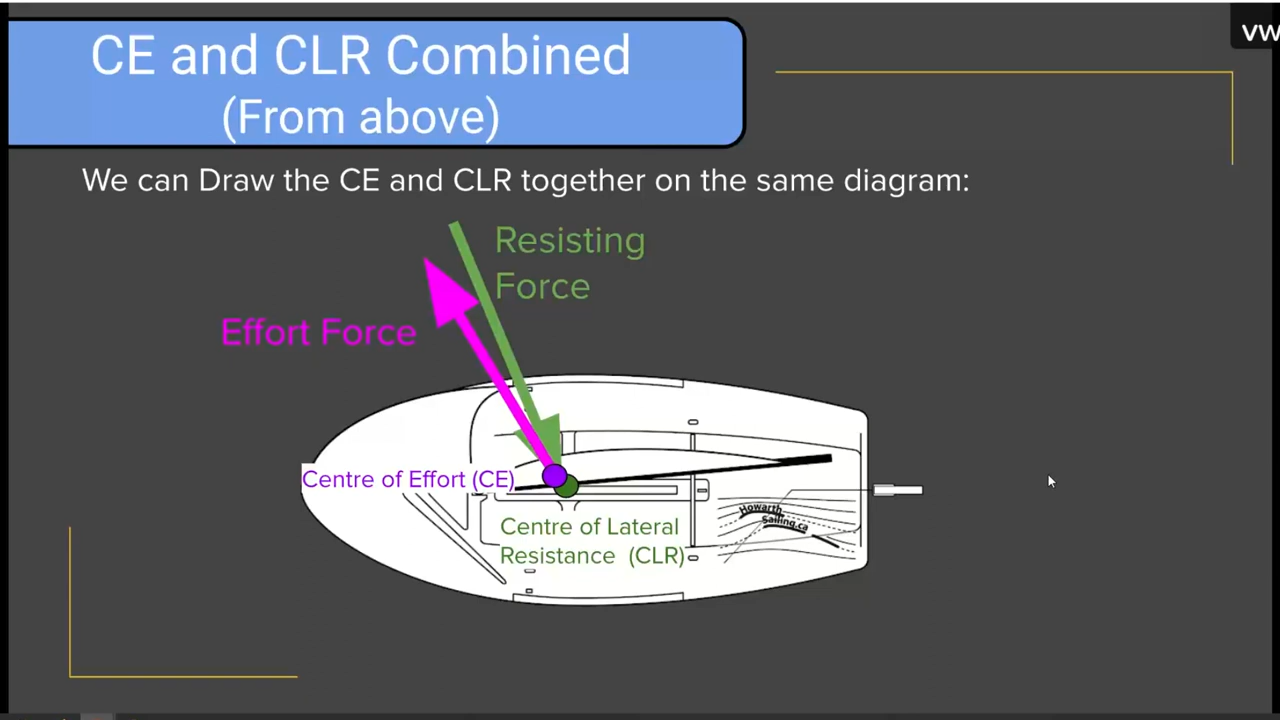 CE and CLR Combined
(From above)
vw
We can Draw the CE and CLR together on the same diagram:
Resisting
Force
Effort Force
Centre of Effort (CE)
Centre of Lateral
Resistance (CLR)
Howarth
Sailing.ca